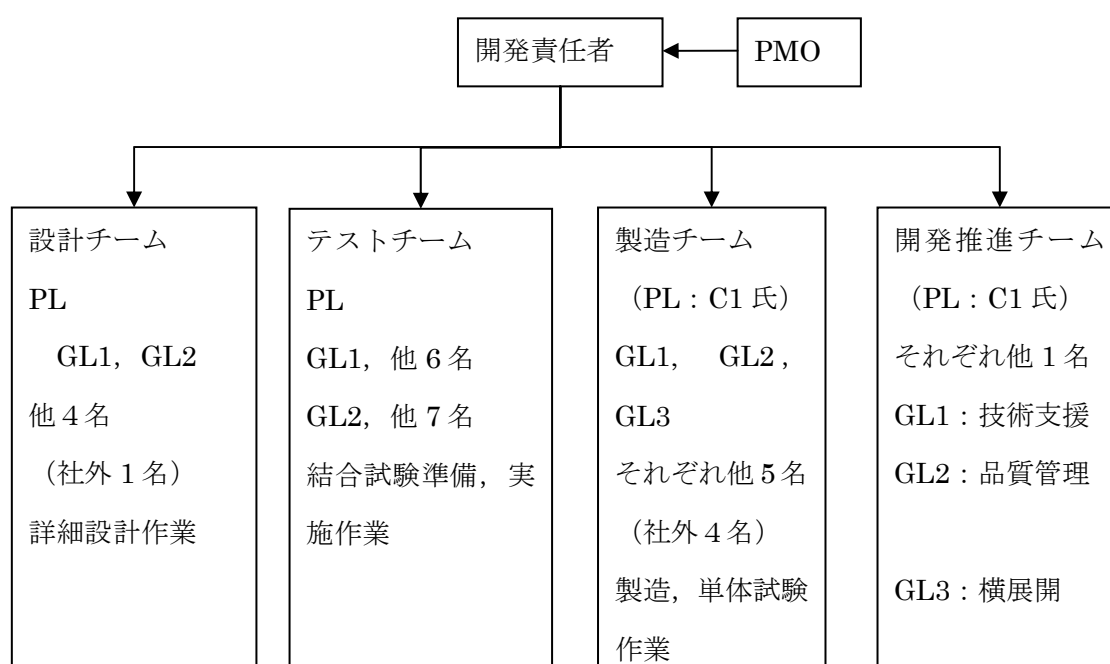 開発責任者
PMO
設計チーム
PL
GL1，GL2
他４名
（社外 1 名）
詳細設計作業
テストチーム
PL
GL1，他 6 名
GL2，他 7 名
結合試験準備，実
施作業
製造チーム
（PL：C1 氏）
GL1， GL2，
GL3
それぞれ他 5 名
（社外 4 名）
製造，単体試験
作業
開発推進チーム
（PL：C1 氏）
それぞれ他 1 名
GL1：技術支援
GL2：品質管理
GL3：横展開